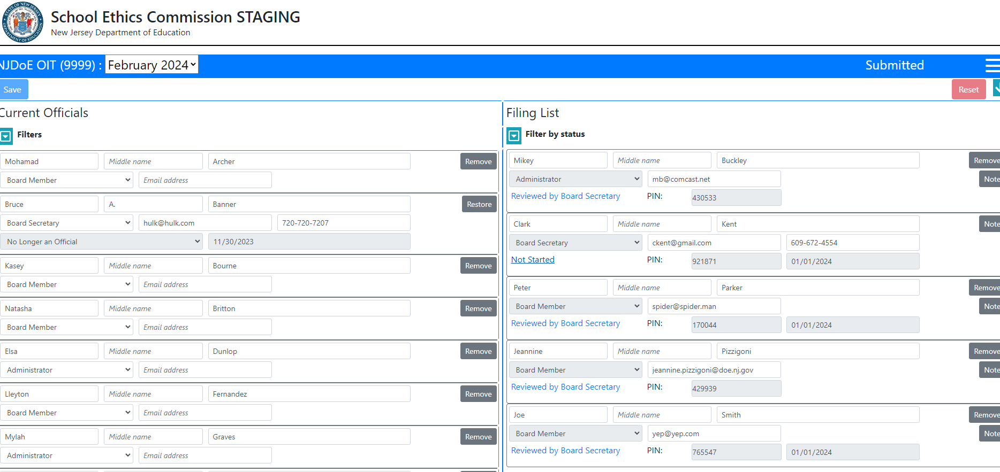 School Ethics Commission STAGING
New Jersey Department of Education
NJDoE OIT (9999) : February 2024 Submitted
Save Reset
Current Officials
Filters
Mohamad Middle name Archer Remove
Board Member Email address
Bruce A. Banner Restore
Board Secretary hulk@hulk.com 720-720-7207
No Longer an Official 11/30/2023
Kasey Middle name Bourne Remove
Board Member Email address
Natasha Middle name Britton Remove
Board Member Email address
Elsa Middle name Dunlop Remove
Administrator Email address
Lleyton Middle name Fernandez Remove
Board Member Email address
Mylah Middle name Graves Remove
Administrator Email address
Filing List
Filter by status
Mikey Middle name Buckley Remove
Administrator mb@comcast.net Note
Reviewed by Board Secretary PIN: 430533
Clark Middle name Kent Note
Board Secretary ckent@gmail.com 609-672-4554
Not Started PIN: 921871 01/01/2024
Peter Middle name Parker Remove
Board Member spider@spider.man Note
Reviewed by Board Secretary PIN: 170044 01/01/2024
Jeannine Middle name Pizzigoni Remove
Board Member jeannine.pizzigoni@doe.nj.gov Note
Reviewed by Board Secretary PIN: 429939
Joe Middle name Smith Remove
Board Member yep@yep.com Note
Reviewed by Board Secretary PIN: 765547 01/01/2024